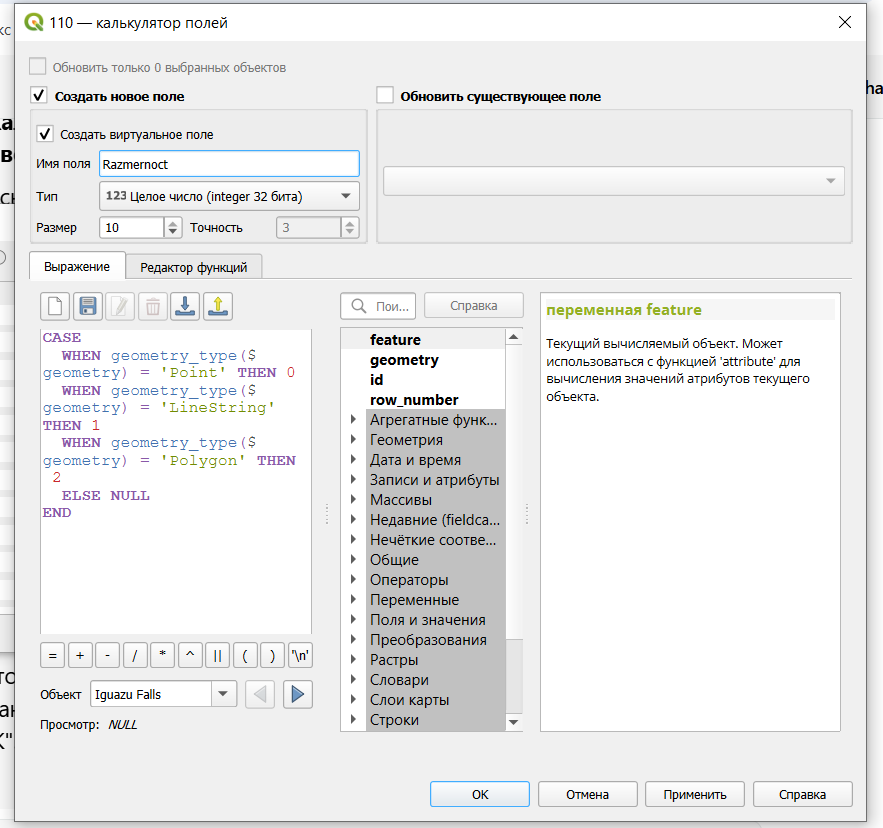 110 — калькулятор полей
Обновить только 0 выбранных объектов
Создать новое поле
Обновить существующее поле
Создать виртуальное поле
Имя поля Razmernoct
Тип 123 Целое число (integer 32 бита)
Размер 10 Точность 3
Выражение Редактор функций
Пои... Справка
CASE
WHEN geometry_type($
geometry) = 'Point' THEN 0
WHEN geometry_type($
geometry) = 'LineString'
THEN 1
WHEN geometry_type($
geometry) = 'Polygon' THEN
2
ELSE NULL
END
= + - / * ^ || ( ) '\n'
Объект Iguazu Falls
Просмотр: NULL
feature
geometry
id
row_number
Агрегатные функ...
Геометрия
Дата и время
Записи и атрибуты
Массивы
Недавние (fieldca...
Нечёткие соотве...
Общие
Операторы
Переменные
Поля и значения
Преобразования
Растры
Словари
Слои карты
Строки
переменная feature
Текущий вычисляемый объект. Может
использоваться с функцией 'attribute' для
вычисления значений атрибутов текущего
объекта.
OK Отмена Применить Справка